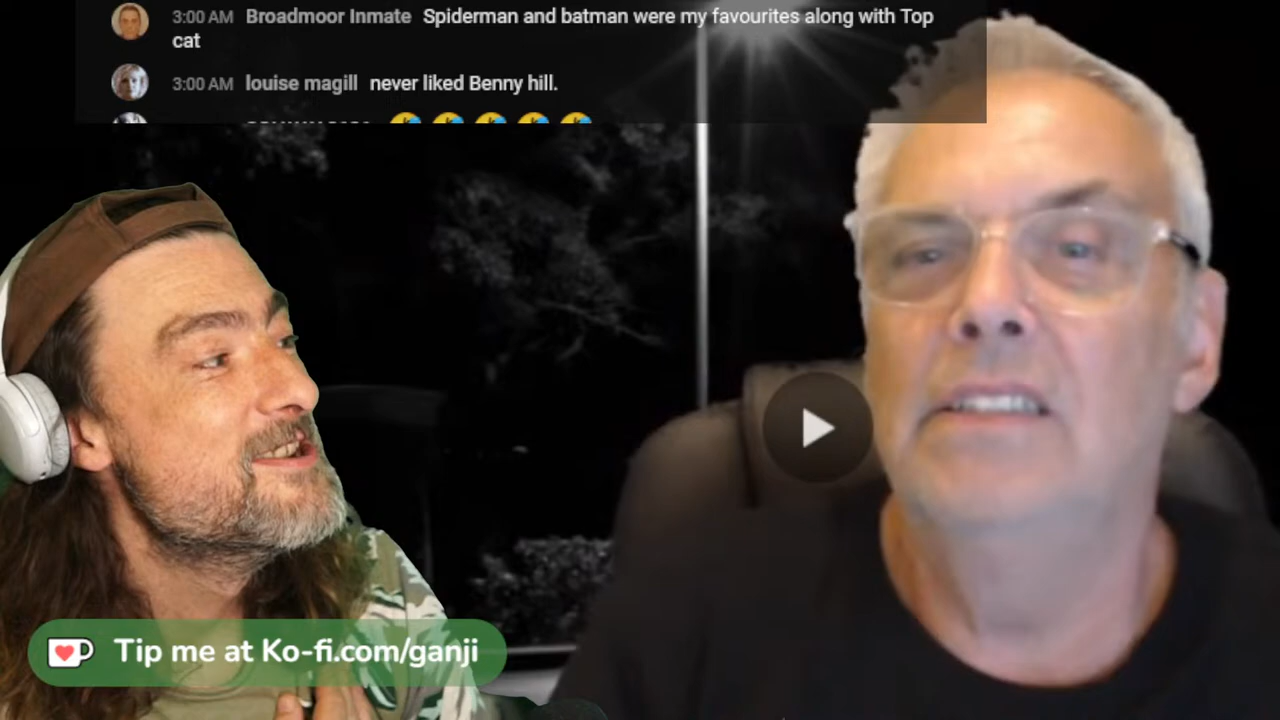 3:00 AM Broadmoor Inmate Spiderman and batman were my favourites along with Top
cat
3:00 AM louise magill never liked Benny hill.
Tip me at Ko-fi.com/ganji